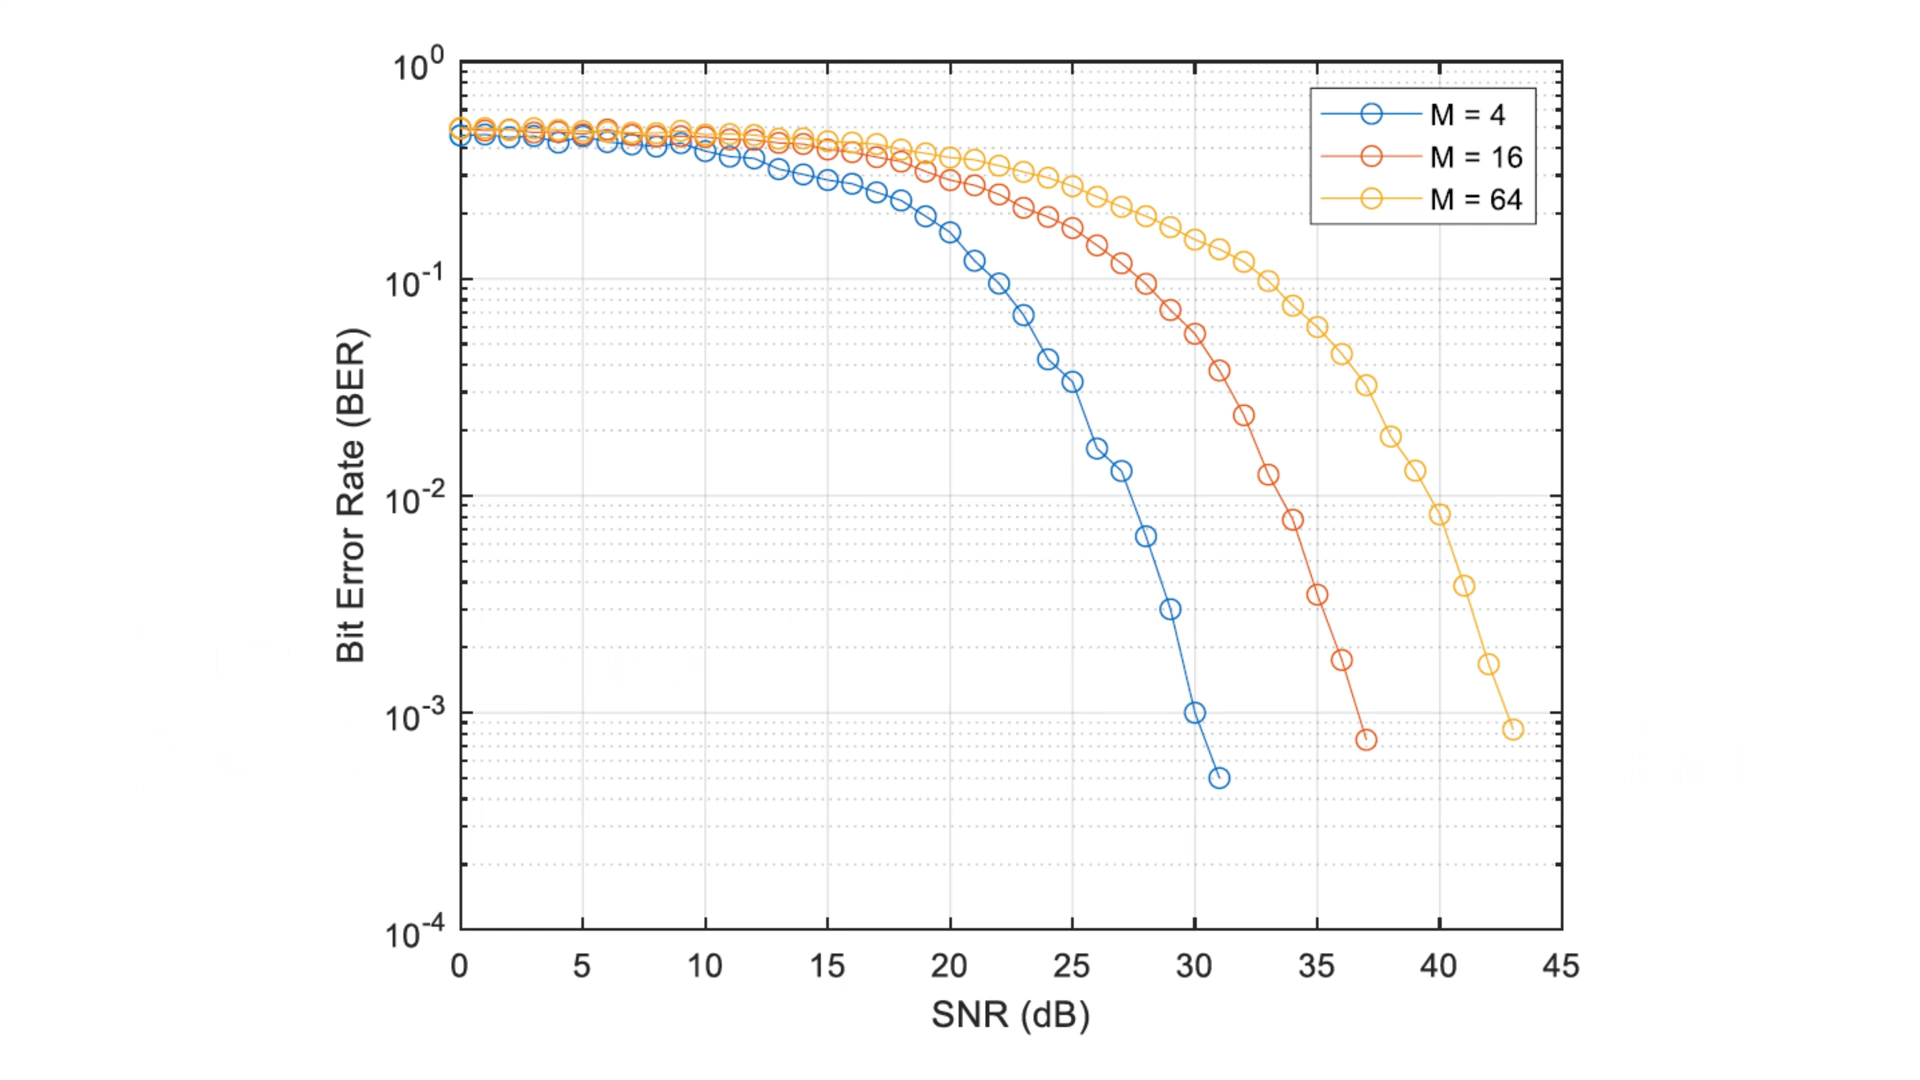 10^0
10^-1
10^-2
10^-3
10^-4
Bit Error Rate (BER)
M = 4
M = 16
M = 64
0 5 10 15 20 25 30 35 40 45
SNR (dB)